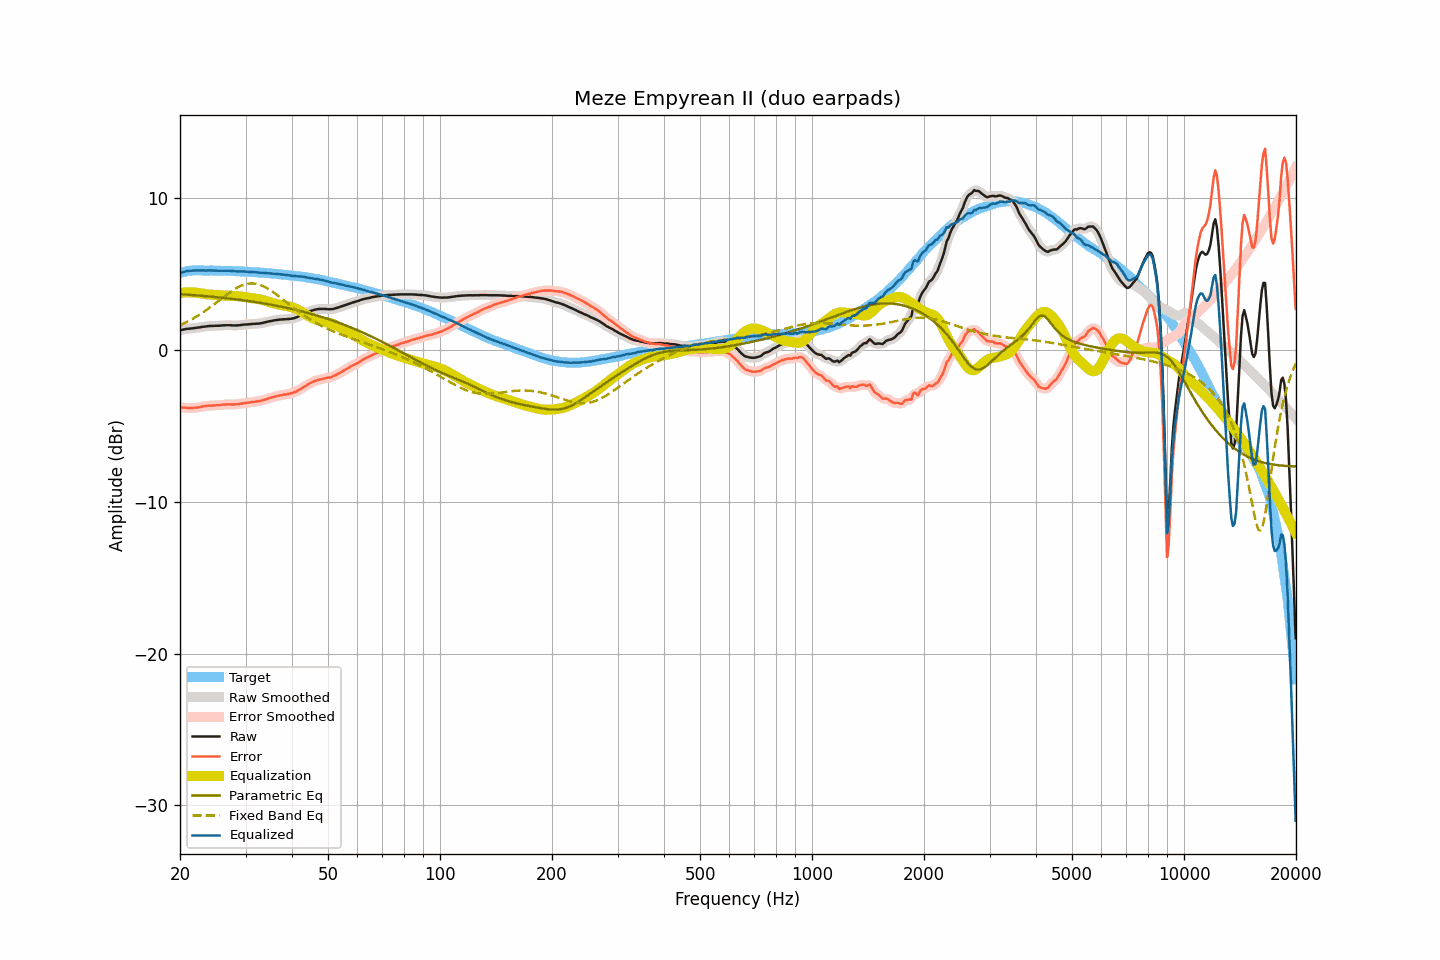 Meze Empyrean II (duo earpads)
Amplitude (dBr)
10
0
−10
−20
−30
Target
Raw Smoothed
Error Smoothed
Raw
Error
Equalization
Parametric Eq
Fixed Band Eq
Equalized
20 50 100 200 500 1000 2000 5000 10000 20000
Frequency (Hz)